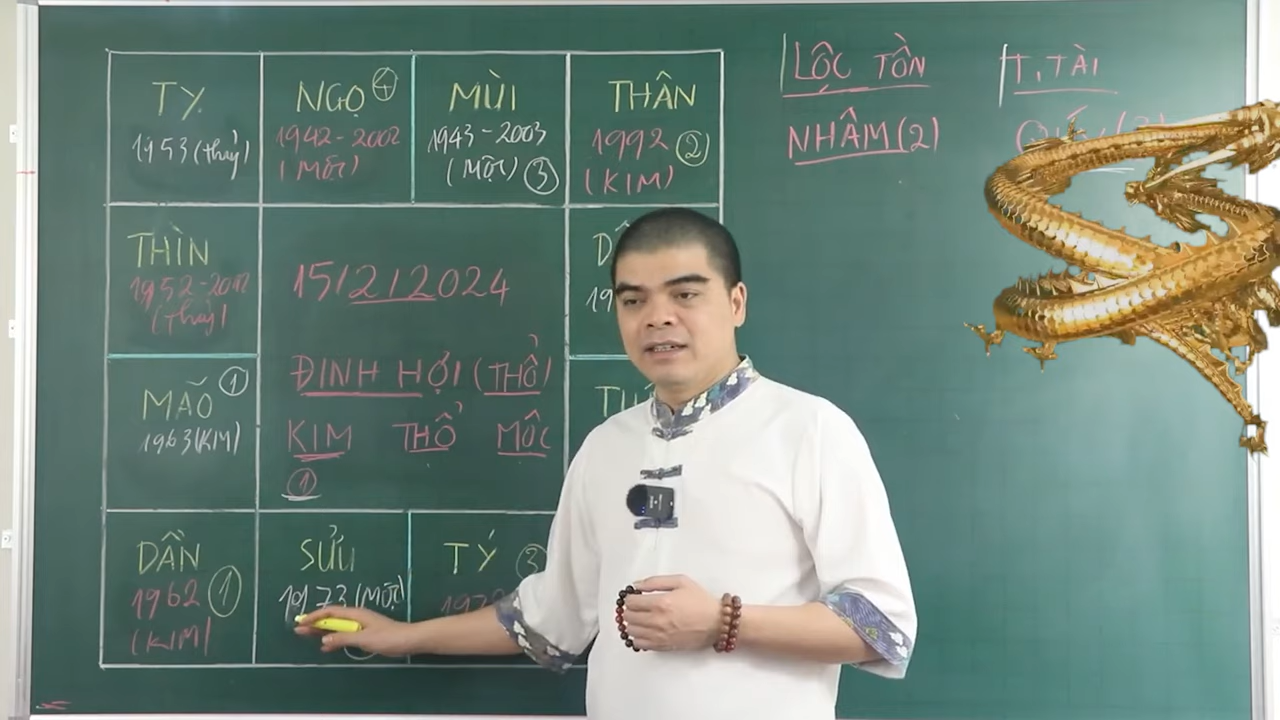 TỴ
1953 (thủy)
NGỌ 4
1942-2002
(MỘC)
MÙI
1943-2003
(MỘC) 3
THÂN
1992 2
(KIM)
LỘC TỒN
NHÂM (2)
T. TÀI
THÌN
1952-2012
(thủy)
15/2/2024
ĐINH HỢI (THỔ)
KIM THỔ MỘC
1
MÃO 1
1963 (KIM)
DẦN
1962 1
(KIM)
SỬU
1973 (MỘC)
TÝ 3